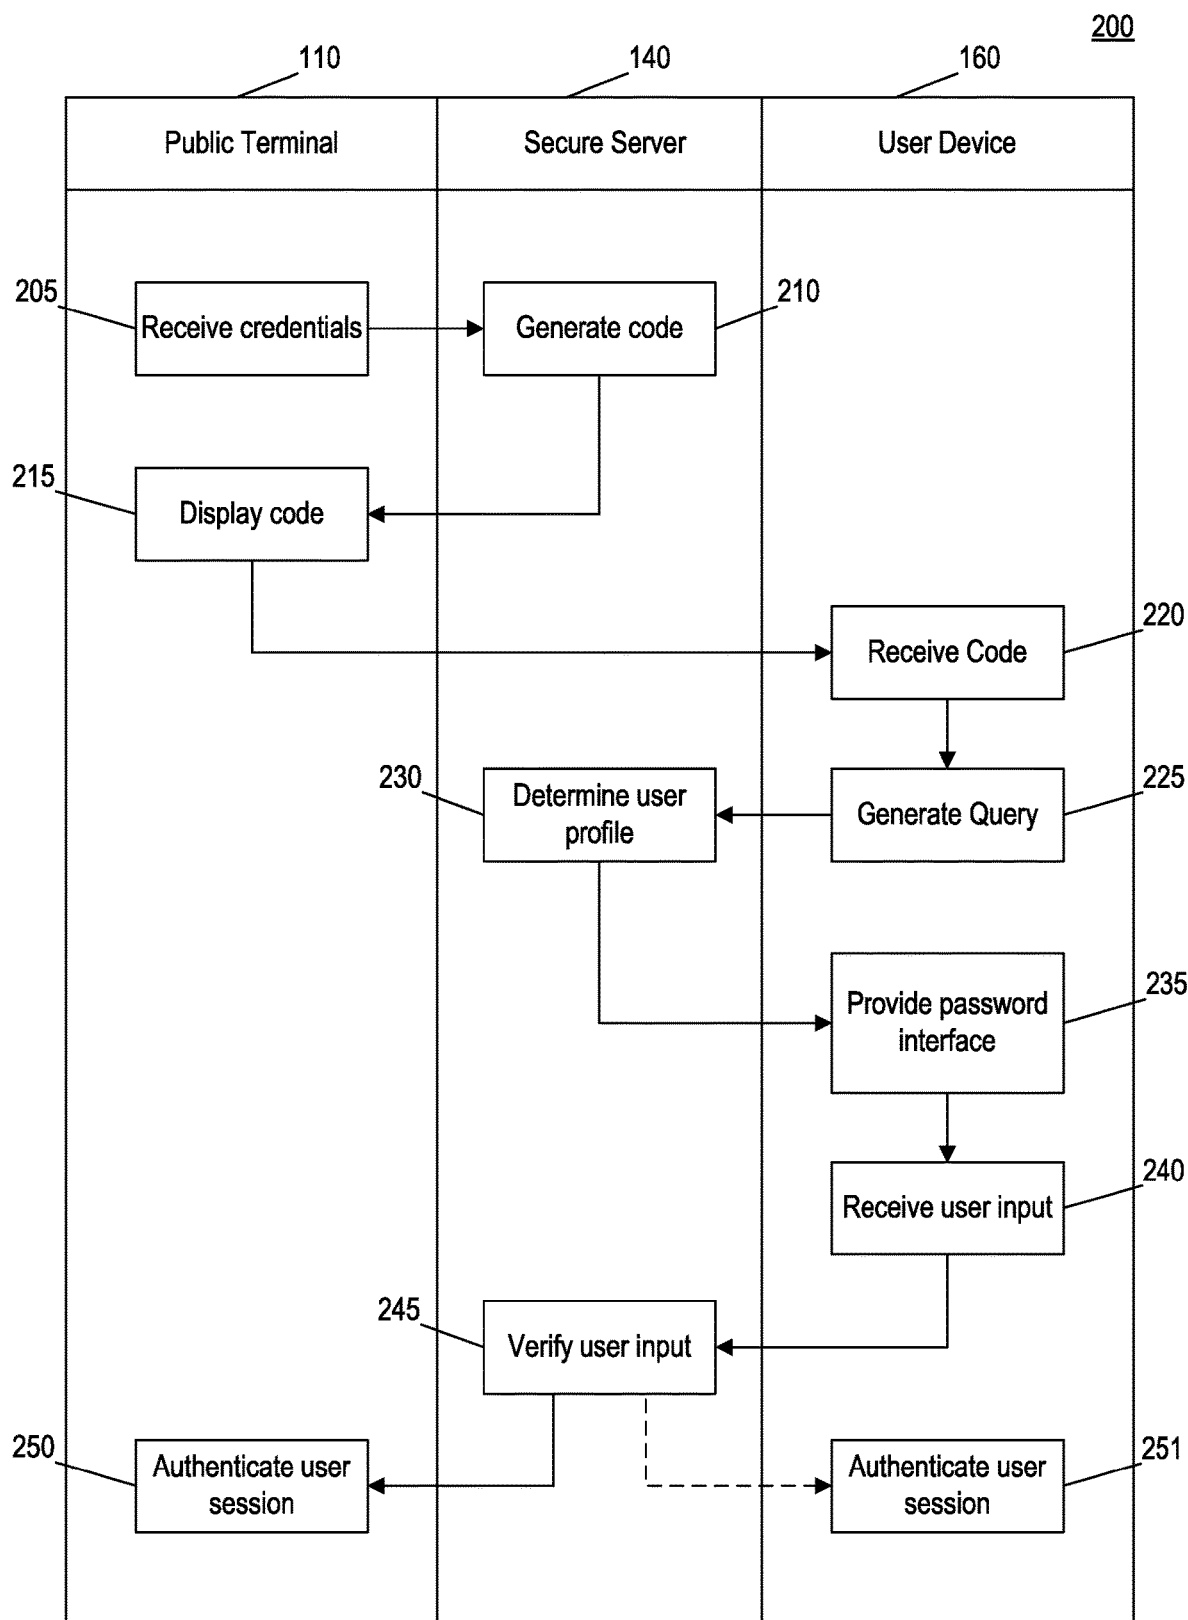 200
110
140
160
Public Terminal
Secure Server
User Device
205
Receive credentials
Generate code
210
215
Display code
220
Receive Code
230
Determine user
profile
Generate Query
225
Provide password
interface
235
Receive user input
240
245
Verify user input
250
Authenticate user
session
Authenticate user
session
251